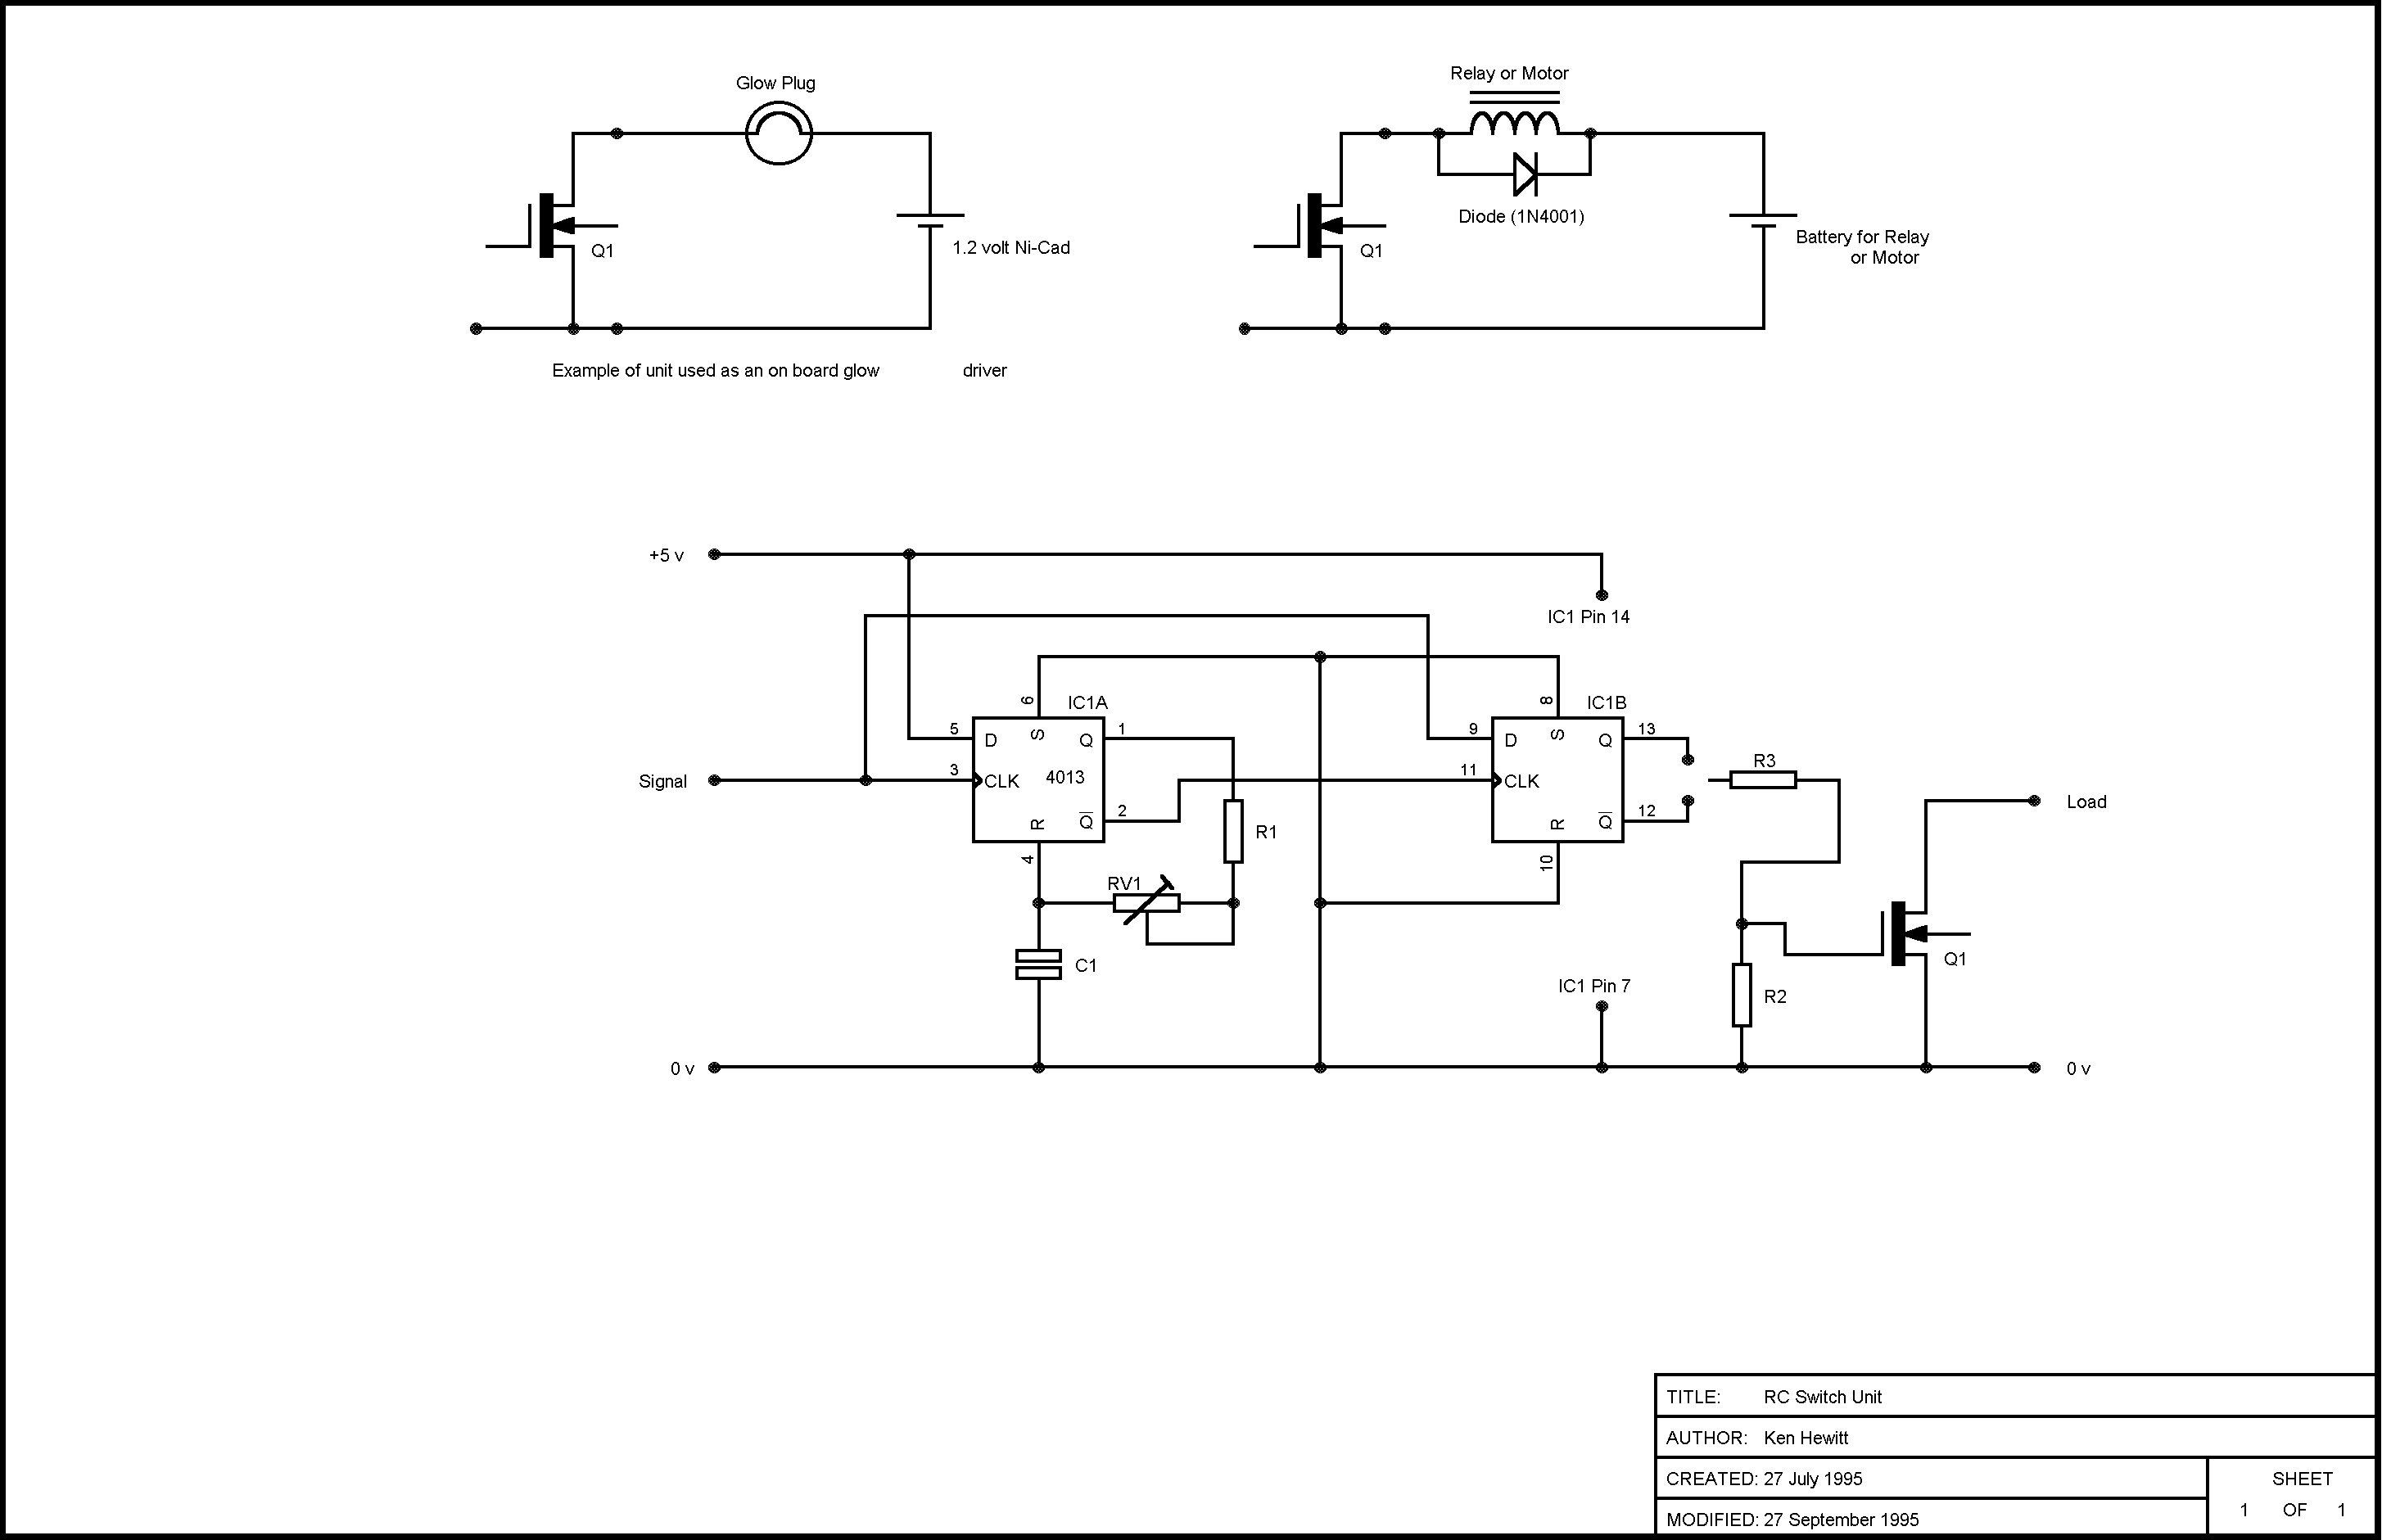 Glow Plug
Q1
1.2 volt Ni-Cad
Example of unit used as an on board glow driver
Relay or Motor
Diode (1N4001)
Q1
Battery for Relay
or Motor
+5 v
IC1 Pin 14
6
IC1A
8
IC1B
5
D
S
Q
1
9
D
S
Q
13
Signal
3
CLK
4013
11
CLK
R3
R
Q
2
R
Q
12
Load
4
R1
10
RV1
C1
Q1
IC1 Pin 7
R2
0 v
0 v
TITLE: RC Switch Unit
AUTHOR: Ken Hewitt
CREATED: 27 July 1995
SHEET
MODIFIED: 27 September 1995
1 OF 1